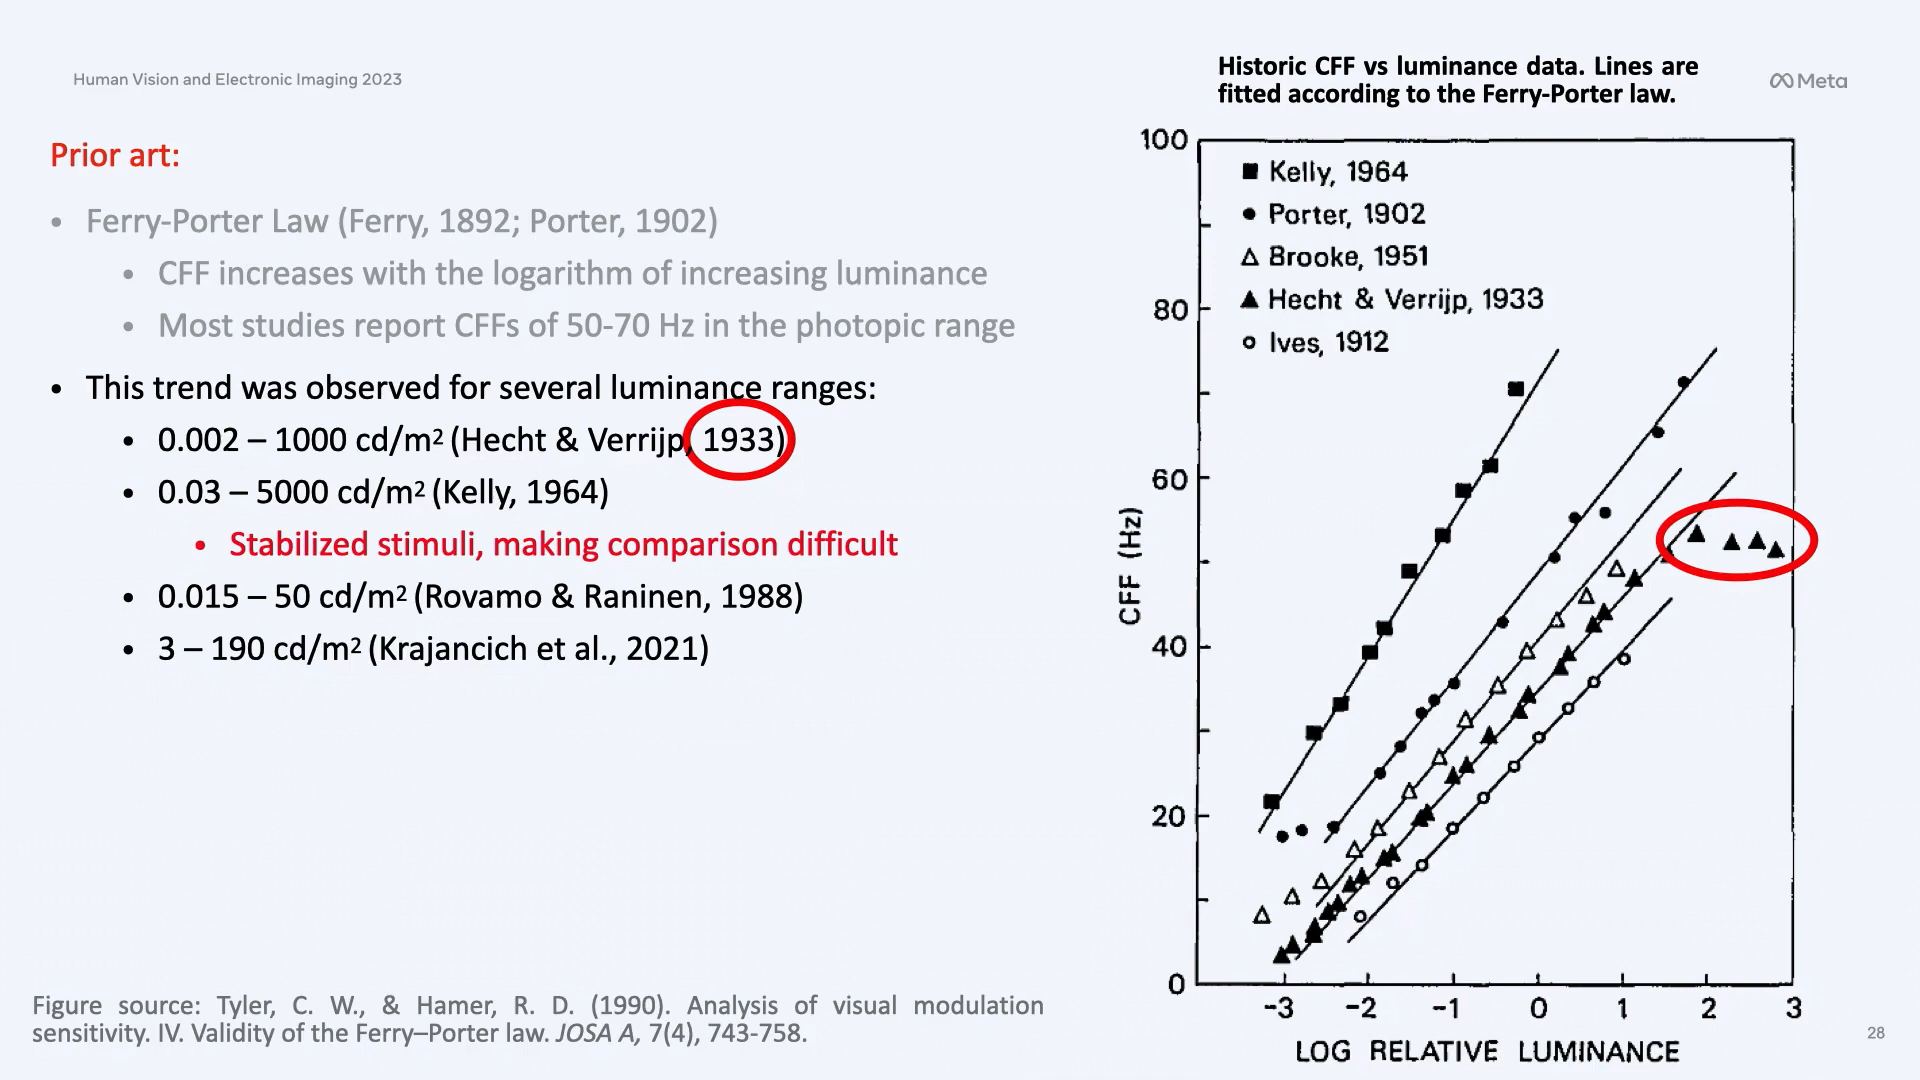 Human Vision and Electronic Imaging 2023
Historic CFF vs luminance data. Lines are
fitted according to the Ferry-Porter law.
Meta
Prior art:
• Ferry-Porter Law (Ferry, 1892; Porter, 1902)
• CFF increases with the logarithm of increasing luminance
• Most studies report CFFs of 50-70 Hz in the photopic range
• This trend was observed for several luminance ranges:
• 0.002 – 1000 cd/m² (Hecht & Verrijp, 1933)
• 0.03 – 5000 cd/m² (Kelly, 1964)
• Stabilized stimuli, making comparison difficult
• 0.015 – 50 cd/m² (Rovamo & Raninen, 1988)
• 3 – 190 cd/m² (Krajancich et al., 2021)
Figure source: Tyler, C. W., & Hamer, R. D. (1990). Analysis of visual modulation
sensitivity. IV. Validity of the Ferry–Porter law. JOSA A, 7(4), 743-758.
100
80
60
40
20
0
CFF (Hz)
Kelly, 1964
Porter, 1902
Brooke, 1951
Hecht & Verrijp, 1933
Ives, 1912
-3 -2 -1 0 1 2 3
LOG RELATIVE LUMINANCE
28